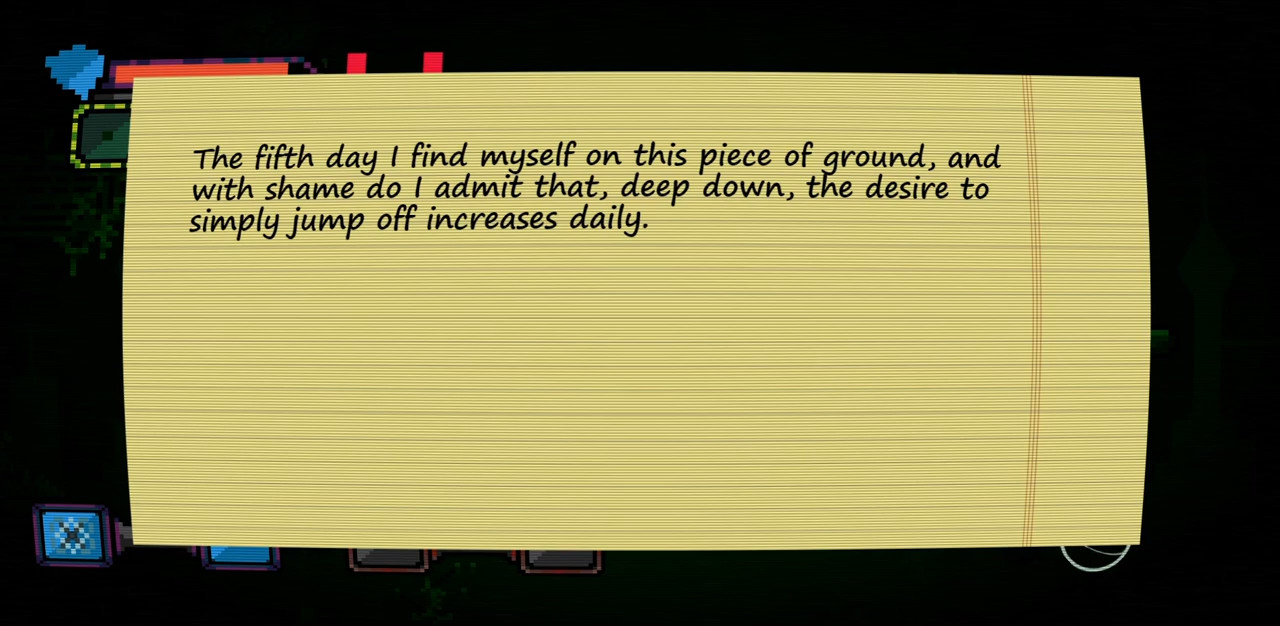 The fifth day I find myself on this piece of ground, and
with shame do I admit that, deep down, the desire to
simply jump off increases daily.